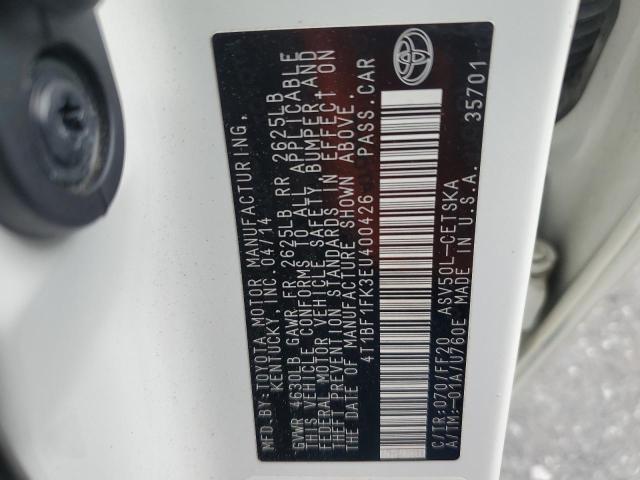 MFD. BY: TOYOTA MOTOR MANUFACTURING,
KENTUCKY, INC. 04/14
GVWR 4630LB GAWR FR 2625LB RR 2625LB
THIS VEHICLE CONFORMS TO ALL APPLICABLE
FEDERAL MOTOR VEHICLE SAFETY, BUMPER, AND
THEFT PREVENTION STANDARDS IN EFFECT ON
THE DATE OF MANUFACTURE SHOWN ABOVE.
4T1BF1FK3EU400426 PASS. CAR
C/TR: 070/FF20 ASV50L-CETSKA
A/TM: -01A/U760E MADE IN U.S.A. 35701